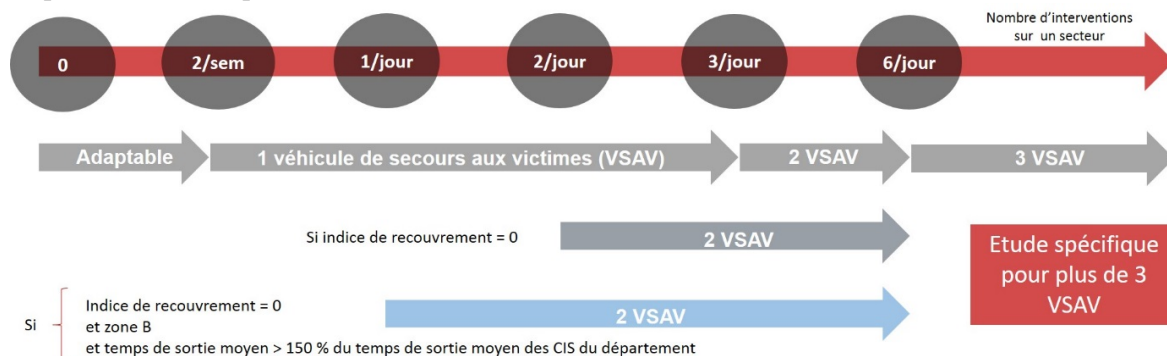 Nombre d'interventions
sur un secteur
0
2/sem
1/jour
2/jour
3/jour
6/jour
Adaptable
1 véhicule de secours aux victimes (VSAV)
2 VSAV
3 VSAV
Si indice de recouvrement = 0
2 VSAV
Etude spécifique
pour plus de 3
VSAV
Si
Indice de recouvrement = 0
et zone B
et temps de sortie moyen > 150 % du temps de sortie moyen des CIS du département
2 VSAV